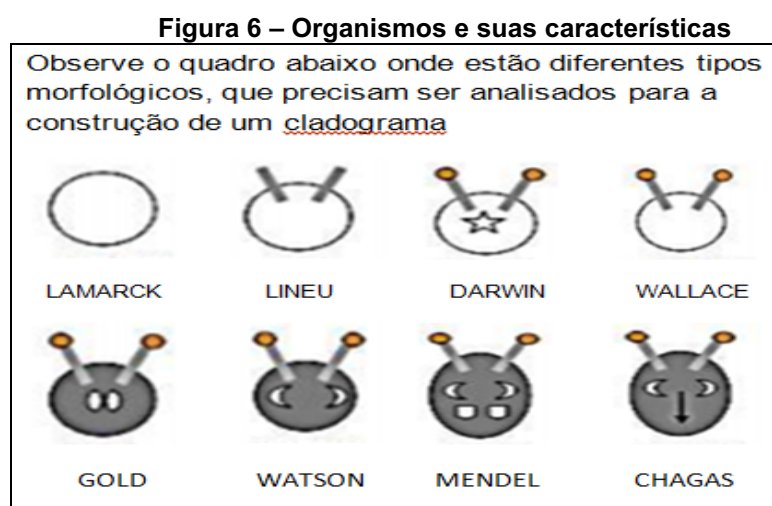 Figura 6 – Organismos e suas características
Observe o quadro abaixo onde estão diferentes tipos
morfológicos, que precisam ser analisados para a
construção de um cladograma
LAMARCK LINEU DARWIN WALLACE
GOLD WATSON MENDEL CHAGAS